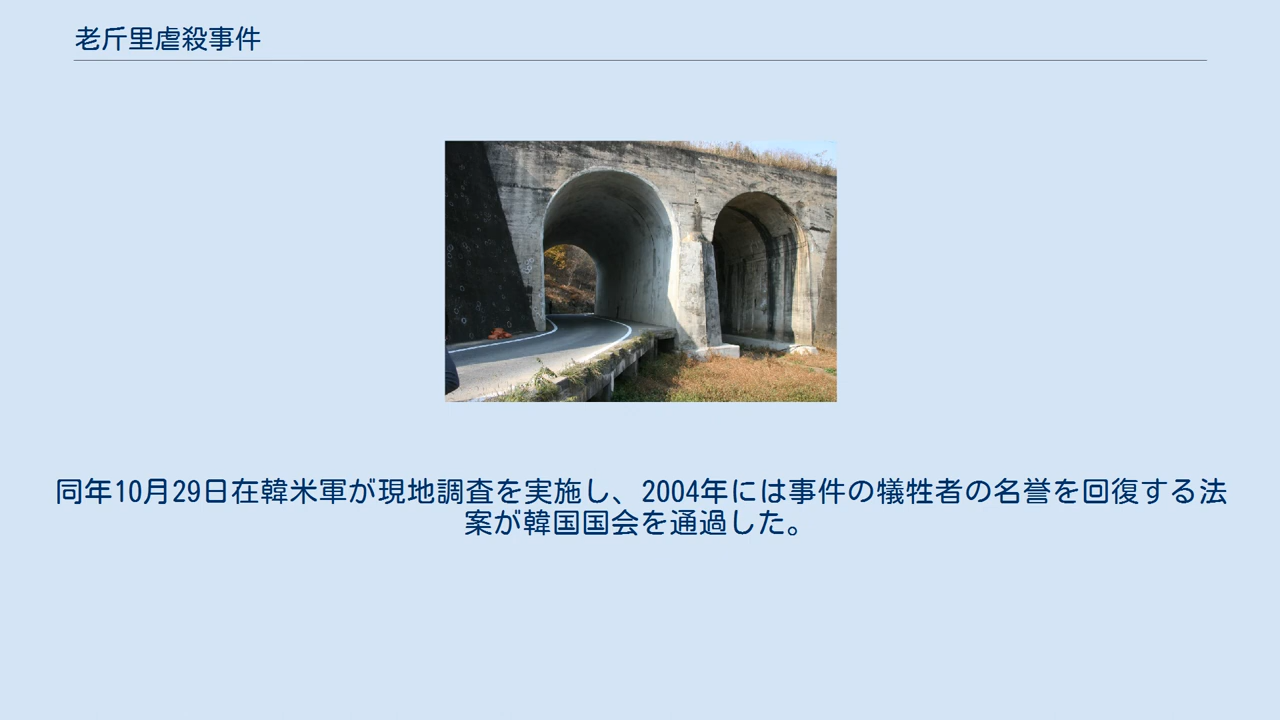 老斤里虐殺事件
同年10月29日在韓米軍が現地調査を実施し、2004年には事件の犠牲者の名誉を回復する法
案が韓国国会を通過した。